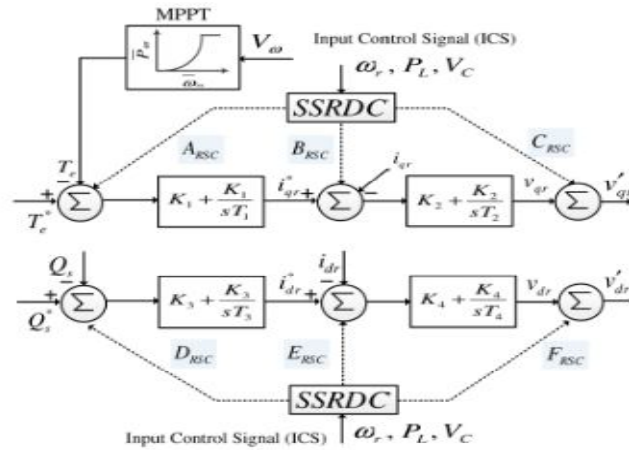 MPPT
P̅
ω̅
V_ω
Input Control Signal (ICS)
ω_r , P_L , V_C
SSRDC
A_RSC
B_RSC
C_RSC
T_e
−
+
T_e^*
Σ
K_1 + K_1/sT_1
i_qr^*
+
Σ
−
i_qr
K_2 + K_2/sT_2
v_qr
Σ
Q_s
−
+
Q_s^*
Σ
K_3 + K_3/sT_3
i_dr^*
+
i_dr
−
Σ
K_4 + K_4/sT_4
v_dr
Σ
v'_dr
D_RSC
E_RSC
F_RSC
SSRDC
Input Control Signal (ICS)
ω_r , P_L , V_C